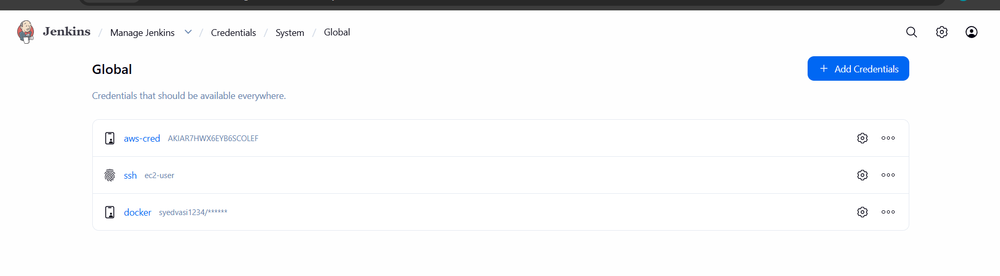 Jenkins / Manage Jenkins / Credentials / System / Global
Global
+ Add Credentials
Credentials that should be available everywhere.
aws-cred AKIAR7HWX6EYB6SCOLEF
ssh ec2-user
docker syedvasi1234/******